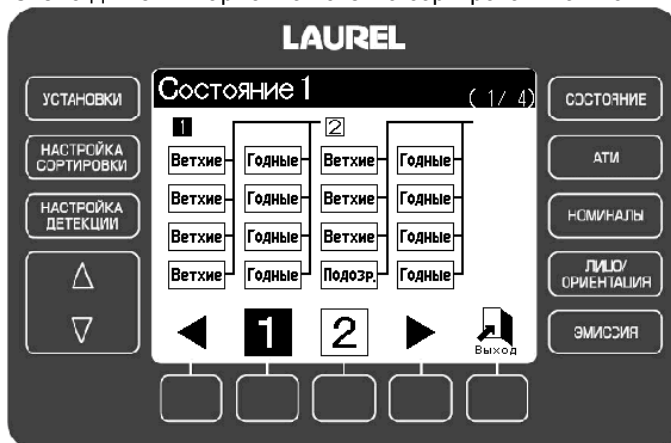 LAUREL
УСТАНОВКИ
НАСТРОЙКА
СОРТИРОВКИ
НАСТРОЙКА
ДЕТЕКЦИИ
Состояние 1
( 1/ 4)
1
2
Ветхие Годные Ветхие Годные
Ветхие Годные Ветхие Годные
Ветхие Годные Ветхие Годные
Ветхие Годные Подозр. Годные
1
2
Выход
СОСТОЯНИЕ
АТМ
НОМИНАЛЫ
ЛИЦО/
ОРИЕНТАЦИЯ
ЭМИССИЯ